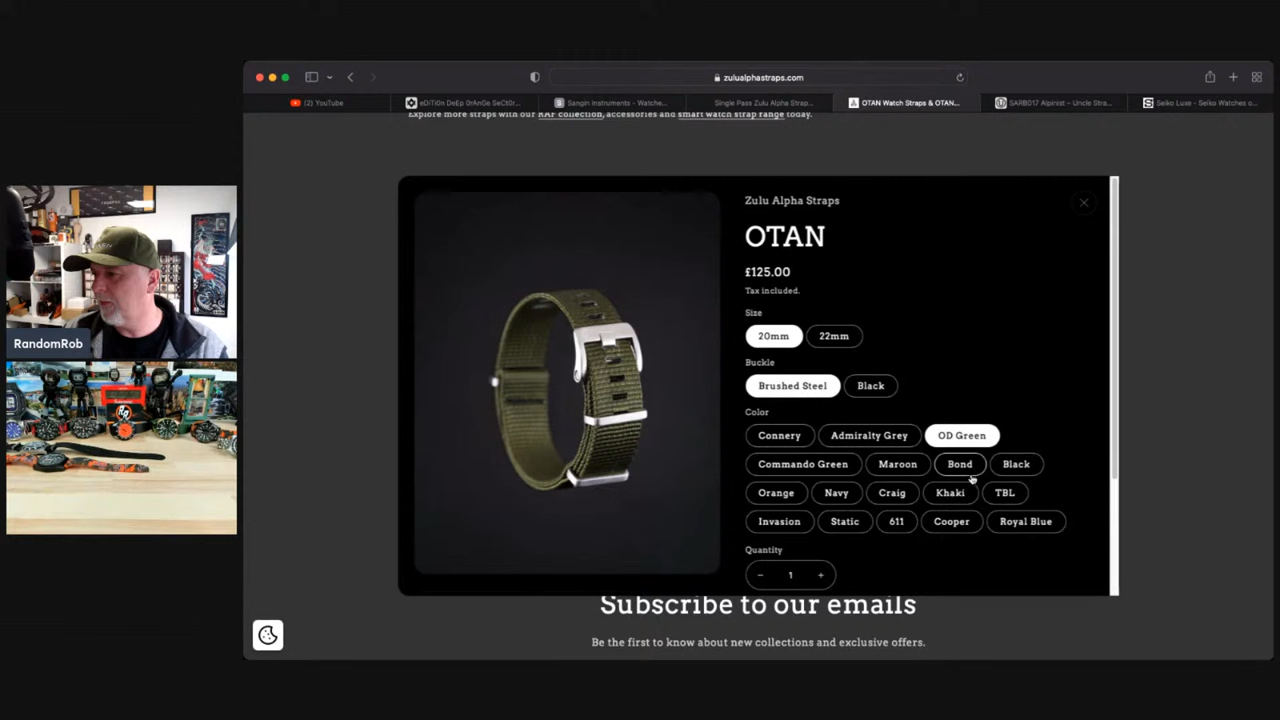 zulualphastraps.com
(2) YouTube
eDiTiOn DeEp 0rAnGe SeCt0r...
Sangin Instruments - Watche...
Single Pass Zulu Alpha Strap...
OTAN Watch Straps & OTAN...
SARB017 Alpinist – Uncle Stra...
Seiko Luxe - Seiko Watches o...
Explore more straps with our RAF collection, accessories and smart watch strap range today.
Zulu Alpha Straps
OTAN
£125.00
Tax included.
Size
20mm 22mm
Buckle
Brushed Steel Black
Color
Connery Admiralty Grey OD Green
Commando Green Maroon Bond Black
Orange Navy Craig Khaki TBL
Invasion Static 611 Cooper Royal Blue
Quantity
− 1 +
Subscribe to our emails
Be the first to know about new collections and exclusive offers.
RandomRob